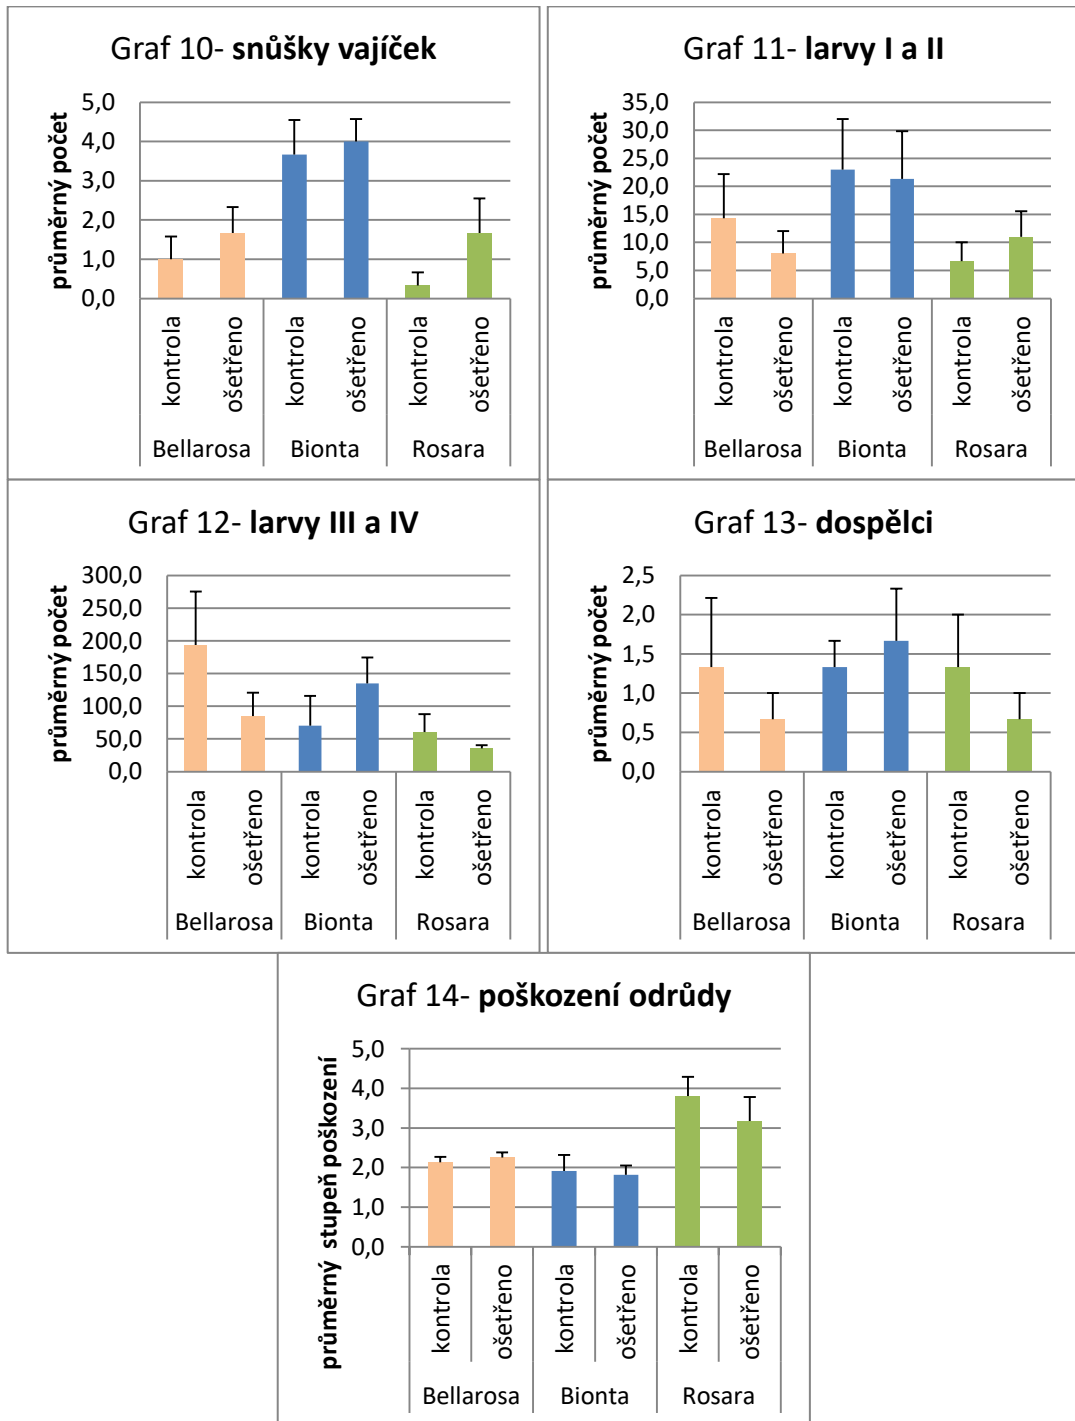 Graf 10- snůšky vajíček
průměrný počet
5,0
4,0
3,0
2,0
1,0
0,0
kontrola
ošetřeno
kontrola
ošetřeno
kontrola
ošetřeno
Bellarosa Bionta Rosara
Graf 11- larvy I a II
průměrný počet
35,0
30,0
25,0
20,0
15,0
10,0
5,0
0,0
kontrola
ošetřeno
kontrola
ošetřeno
kontrola
ošetřeno
Bellarosa Bionta Rosara
Graf 12- larvy III a IV
průměrný počet
300,0
250,0
200,0
150,0
100,0
50,0
0,0
kontrola
ošetřeno
kontrola
ošetřeno
kontrola
ošetřeno
Bellarosa Bionta Rosara
Graf 13- dospělci
průměrný počet
2,5
2,0
1,5
1,0
0,5
0,0
kontrola
ošetřeno
kontrola
ošetřeno
kontrola
ošetřeno
Bellarosa Bionta Rosara
Graf 14- poškození odrůdy
průměrný stupeň poškození
5,0
4,0
3,0
2,0
1,0
0,0
kontrola
ošetřeno
kontrola
ošetřeno
kontrola
ošetřeno
Bellarosa Bionta Rosara